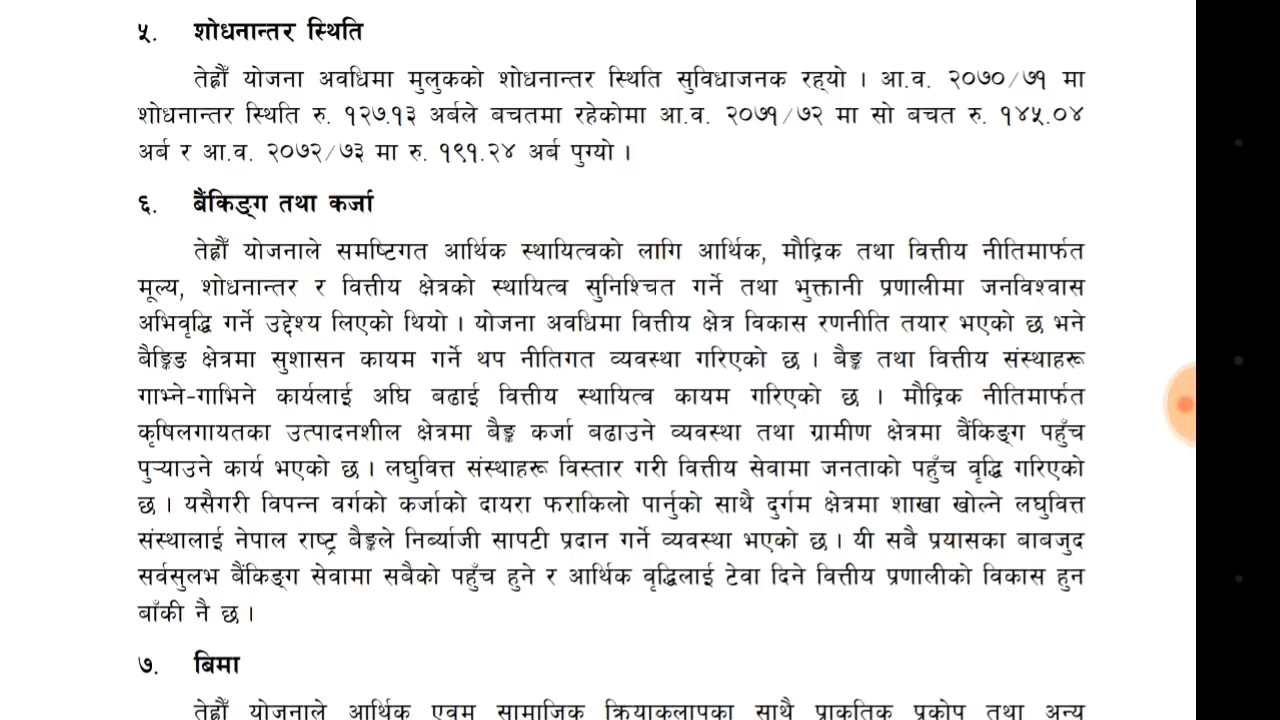 ५. शोधनान्तर स्थिति
तेह्रौँ योजना अवधिमा मुलुकको शोधनान्तर स्थिति सुविधाजनक रह्यो । आ.व. २०७०/७१ मा
शोधनान्तर स्थिति रु. १२७.१३ अर्बले बचतमा रहेकोमा आ.व. २०७१/७२ मा सो बचत रु. १४५.०४
अर्ब र आ.व. २०७२/७३ मा रु. १९१.२४ अर्ब पुग्यो ।
६. बैंकिङ्ग तथा कर्जा
तेह्रौँ योजनाले समष्टिगत आर्थिक स्थायित्वको लागि आर्थिक, मौद्रिक तथा वित्तीय नीतिमार्फत
मूल्य, शोधनान्तर र वित्तीय क्षेत्रको स्थायित्व सुनिश्चित गर्ने तथा भुक्तानी प्रणालीमा जनविश्वास
अभिवृद्धि गर्ने उद्देश्य लिएको थियो । योजना अवधिमा वित्तीय क्षेत्र विकास रणनीति तयार भएको छ भने
बैङ्किङ क्षेत्रमा सुशासन कायम गर्ने थप नीतिगत व्यवस्था गरिएको छ । बैङ्क तथा वित्तीय संस्थाहरू
गाभ्ने-गाभिने कार्यलाई अघि बढाई वित्तीय स्थायित्व कायम गरिएको छ । मौद्रिक नीतिमार्फत
कृषिलगायतका उत्पादनशील क्षेत्रमा बैङ्क कर्जा बढाउने व्यवस्था तथा ग्रामीण क्षेत्रमा बैंकिङ्ग पहुँच
पुर्‍याउने कार्य भएको छ । लघुवित्त संस्थाहरू विस्तार गरी वित्तीय सेवामा जनताको पहुँच वृद्धि गरिएको
छ । यसैगरी विपन्न वर्गको कर्जाको दायरा फराकिलो पार्नुको साथै दुर्गम क्षेत्रमा शाखा खोल्ने लघुवित्त
संस्थालाई नेपाल राष्ट्र बैङ्कले निर्ब्याजी सापटी प्रदान गर्ने व्यवस्था भएको छ । यी सबै प्रयासका बाबजुद
सर्वसुलभ बैंकिङ्ग सेवामा सबैको पहुँच हुने र आर्थिक वृद्धिलाई टेवा दिने वित्तीय प्रणालीको विकास हुन
बाँकी नै छ ।
७. बिमा
तेह्रौँ योजनाले आर्थिक एवम् सामाजिक क्रियाकलापका साथै प्राकृतिक प्रकोप तथा अन्य